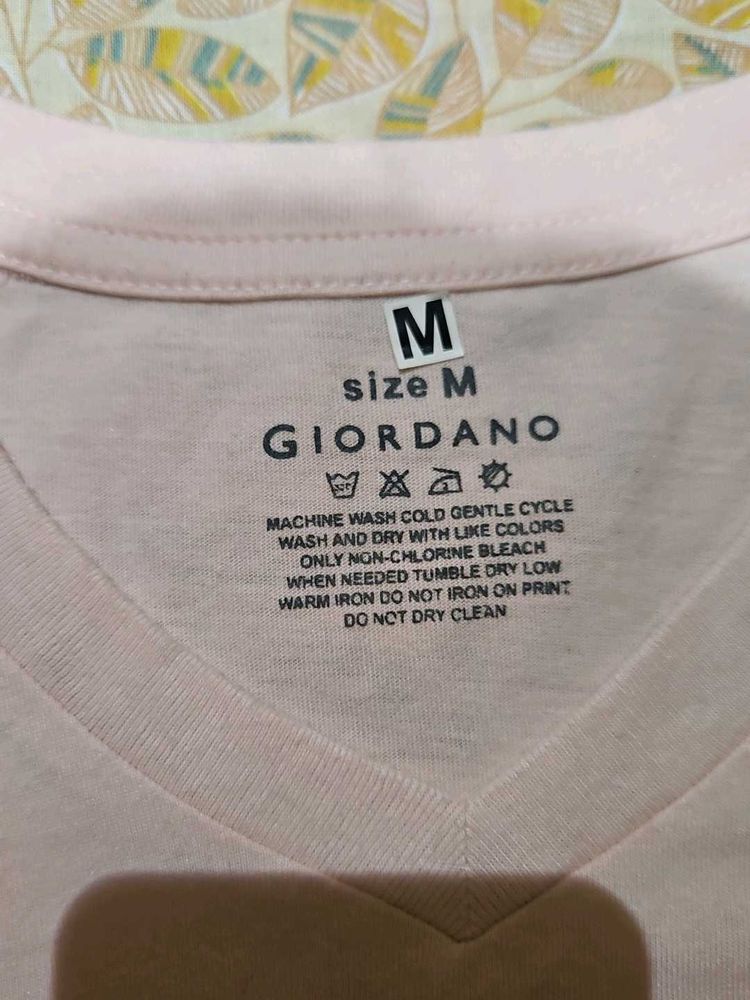 M
size M
GIORDANO
MACHINE WASH COLD GENTLE CYCLE
WASH AND DRY WITH LIKE COLORS
ONLY NON-CHLORINE BLEACH
WHEN NEEDED TUMBLE DRY LOW
WARM IRON DO NOT IRON ON PRINT
DO NOT DRY CLEAN